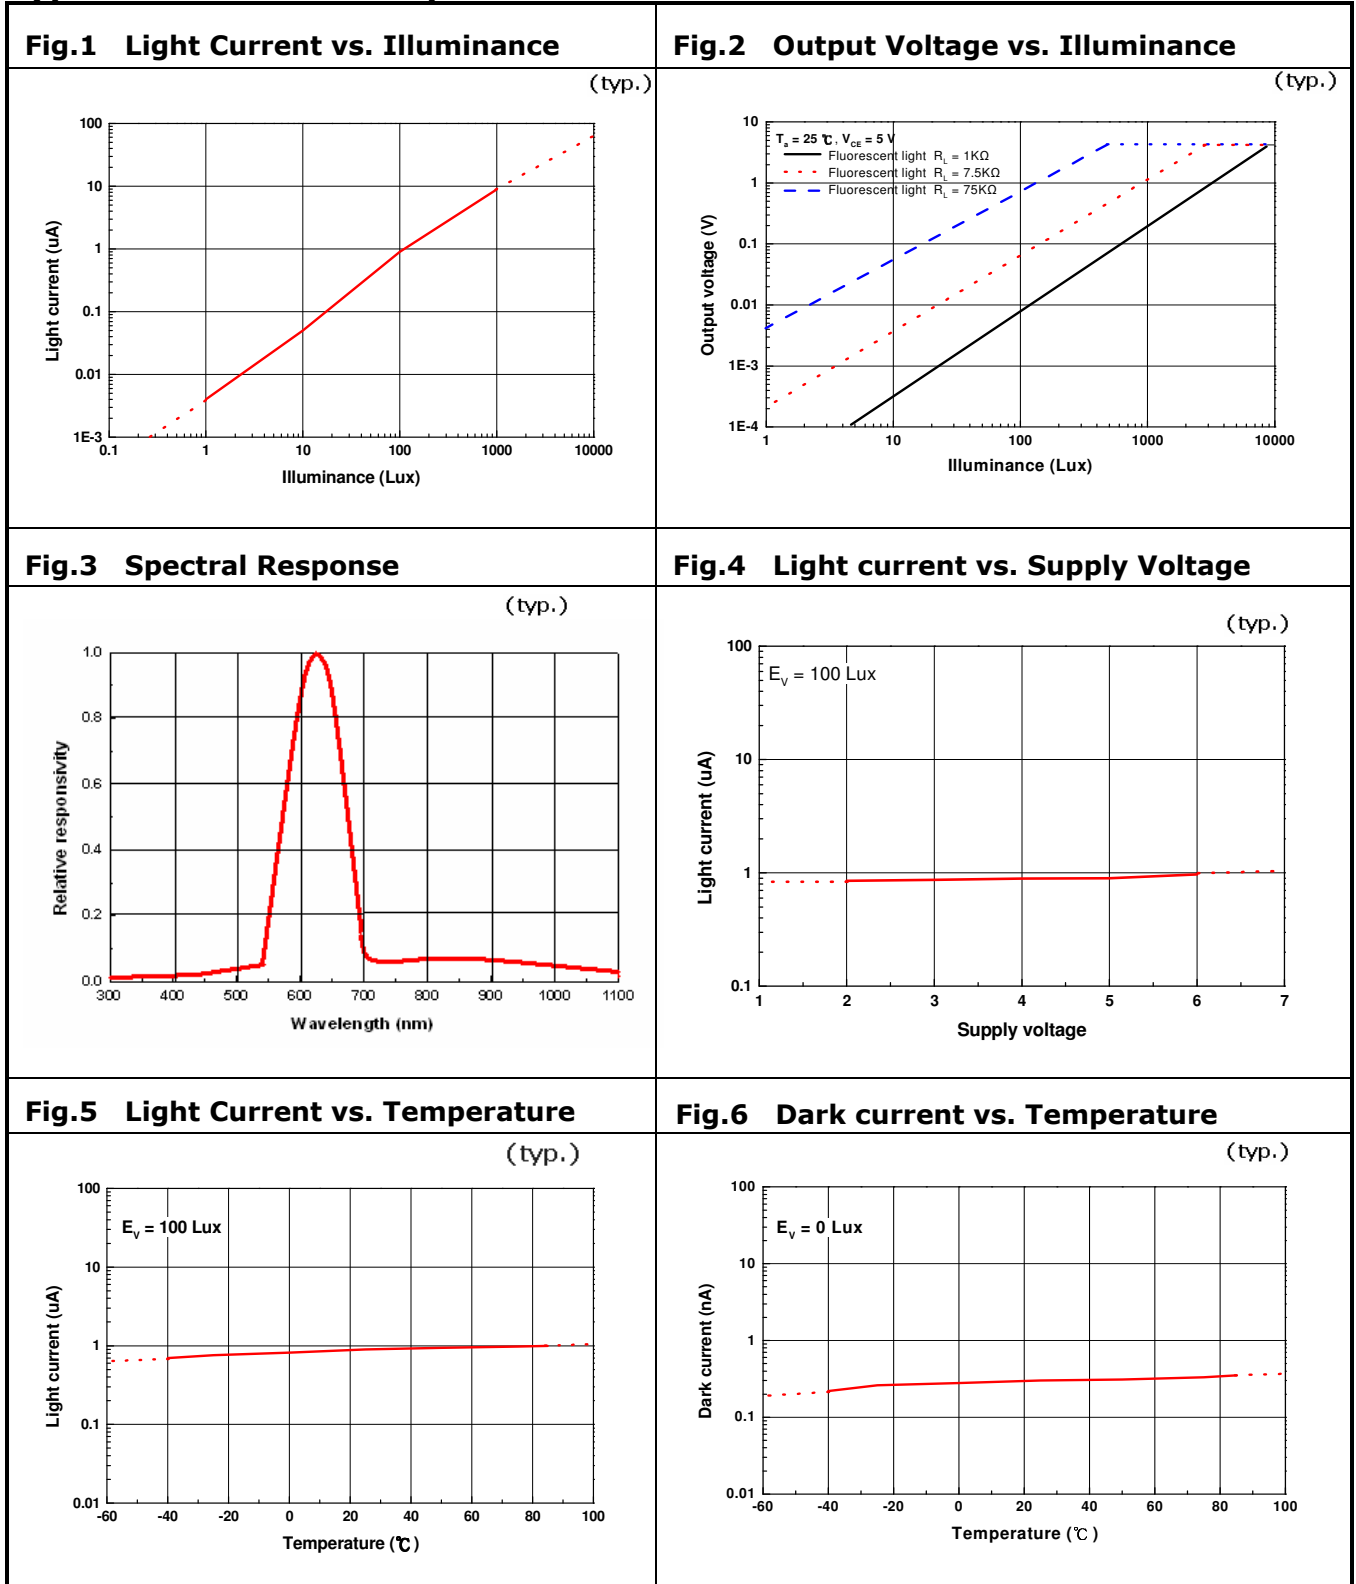 Fig.1 Light Current vs. Illuminance
(typ.)
100
10
1
0.1
0.01
1E-3
0.1 1 10 100 1000 10000
Light current (uA)
Illuminance (Lux)
Fig.2 Output Voltage vs. Illuminance
(typ.)
Ta = 25 ℃, VCE = 5 V
Fluorescent light RL = 1KΩ
Fluorescent light RL = 7.5KΩ
Fluorescent light RL = 75KΩ
10
1
0.1
0.01
1E-3
1E-4
1 10 100 1000 10000
Output voltage (V)
Illuminance (Lux)
Fig.3 Spectral Response
(typ.)
1.0
0.8
0.6
0.4
0.2
0.0
300 400 500 600 700 800 900 1000 1100
Relative responsivity
Wavelength (nm)
Fig.4 Light current vs. Supply Voltage
(typ.)
EV = 100 Lux
100
10
1
0.1
1 2 3 4 5 6 7
Light current (uA)
Supply voltage
Fig.5 Light Current vs. Temperature
(typ.)
EV = 100 Lux
100
10
1
0.1
0.01
-60 -40 -20 0 20 40 60 80 100
Light current (uA)
Temperature (℃)
Fig.6 Dark current vs. Temperature
(typ.)
EV = 0 Lux
100
10
1
0.1
0.01
-60 -40 -20 0 20 40 60 80 100
Dark current (nA)
Temperature (℃)